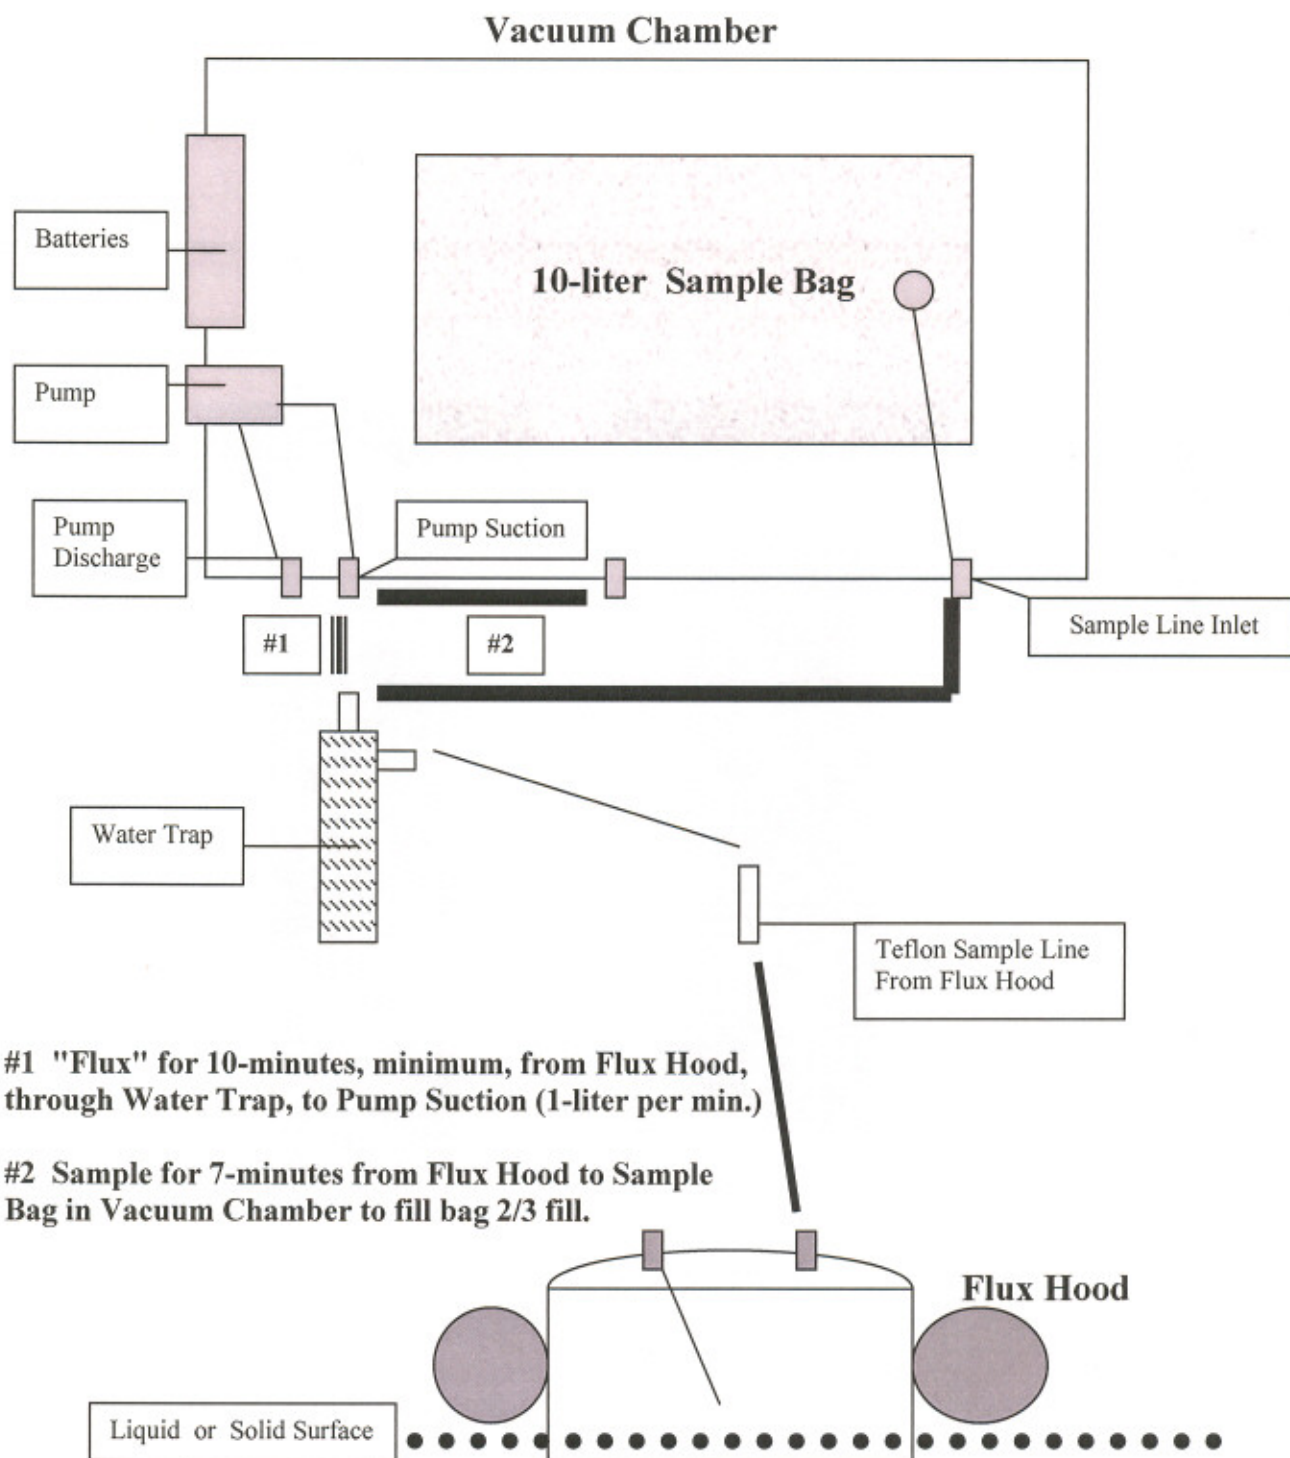 Vacuum Chamber
Batteries
10-liter Sample Bag
Pump
Pump
Discharge
Pump Suction
#1
#2
Sample Line Inlet
Water Trap
Teflon Sample Line
From Flux Hood
#1 "Flux" for 10-minutes, minimum, from Flux Hood,
through Water Trap, to Pump Suction (1-liter per min.)
#2 Sample for 7-minutes from Flux Hood to Sample
Bag in Vacuum Chamber to fill bag 2/3 fill.
Flux Hood
Liquid or Solid Surface